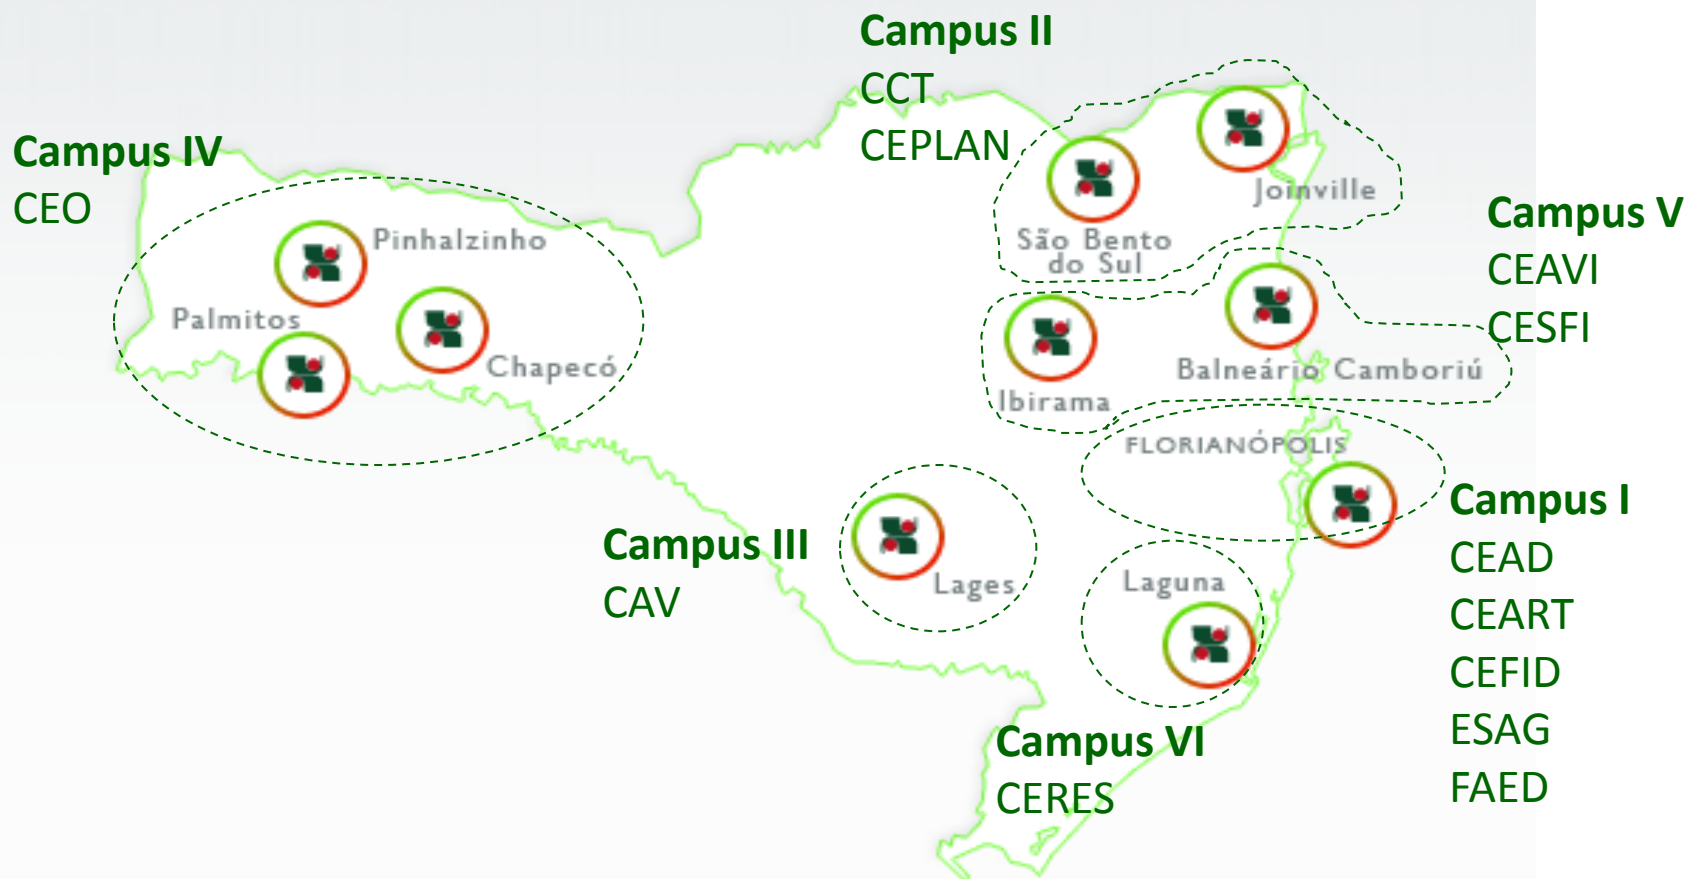 Campus II
CCT
CEPLAN
Campus IV
CEO
Joinville
São Bento
do Sul
Campus V
CEAVI
CESFI
Pinhalzinho
Palmitos
Chapecó
Balneário Camboriú
Ibirama
FLORIANÓPOLIS
Campus I
CEAD
CEART
CEFID
ESAG
FAED
Campus III
CAV
Lages
Laguna
Campus VI
CERES